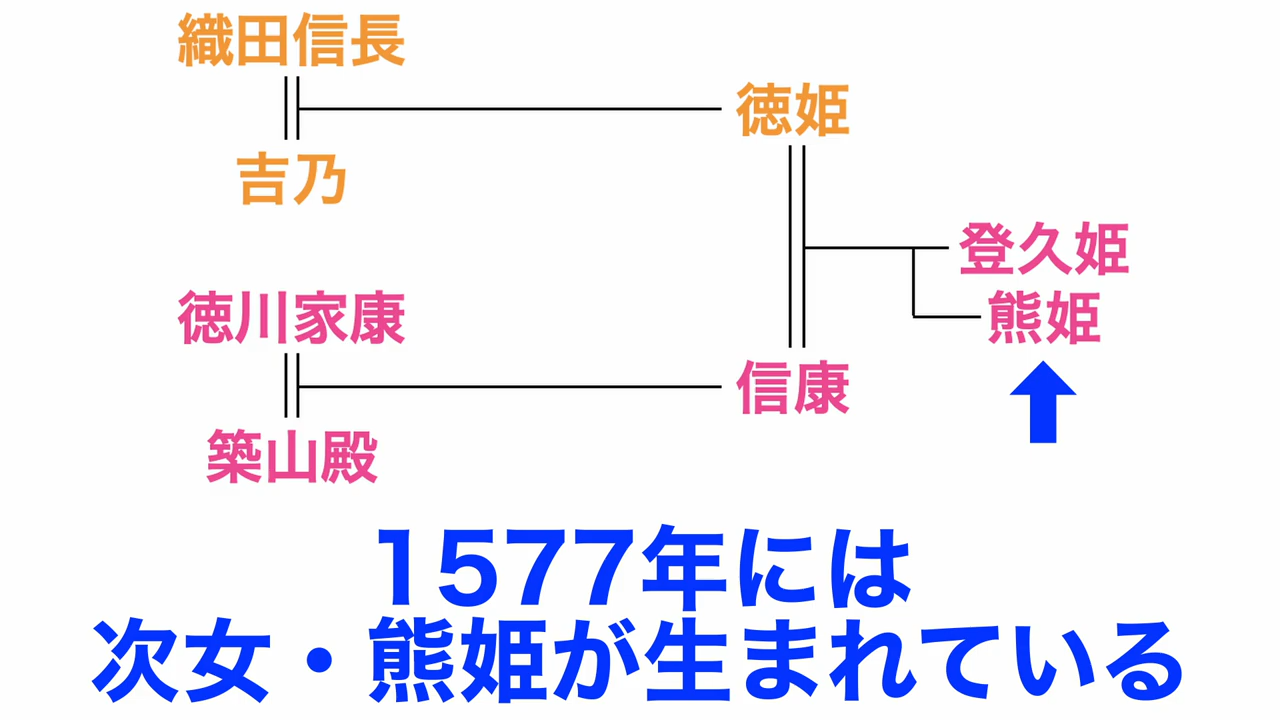 織田信長
徳姫
吉乃
登久姫
徳川家康
熊姫
信康
築山殿
1577年には
次女・熊姫が生まれている